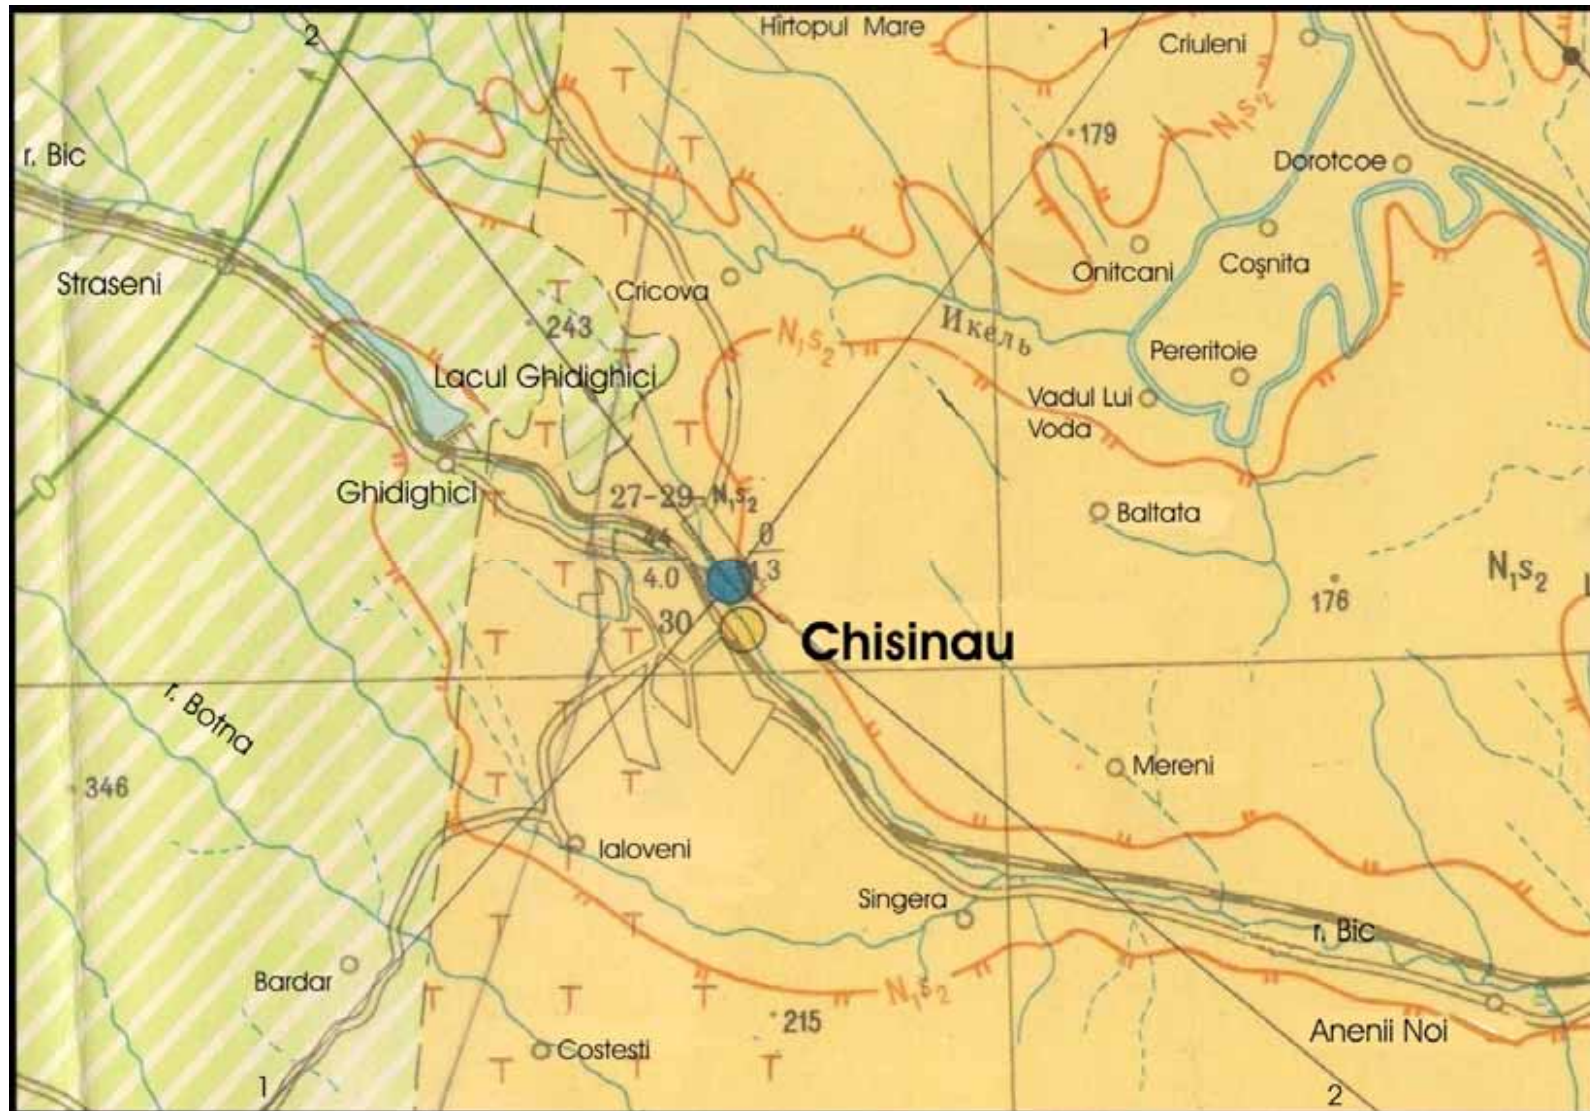 2
1
Hirtopul Mare
Criuleni
N₁s₂
179
r. Bic
Dorotcoe
Straseni
Cricova
Onitcani
Coşnita
243
N₁s₂
Икель
Pereritoie
Lacul Ghidighici
Vadul Lui
Voda
Ghidighici
27-29
N₁s₂
Baltata
44
0
4.0
13
N₁s₂
176
30
Chisinau
r. Botna
346
Mereni
Ialoveni
Singera
r. Bic
Bardar
N₁s₂
215
Anenii Noi
Costesti
1
2